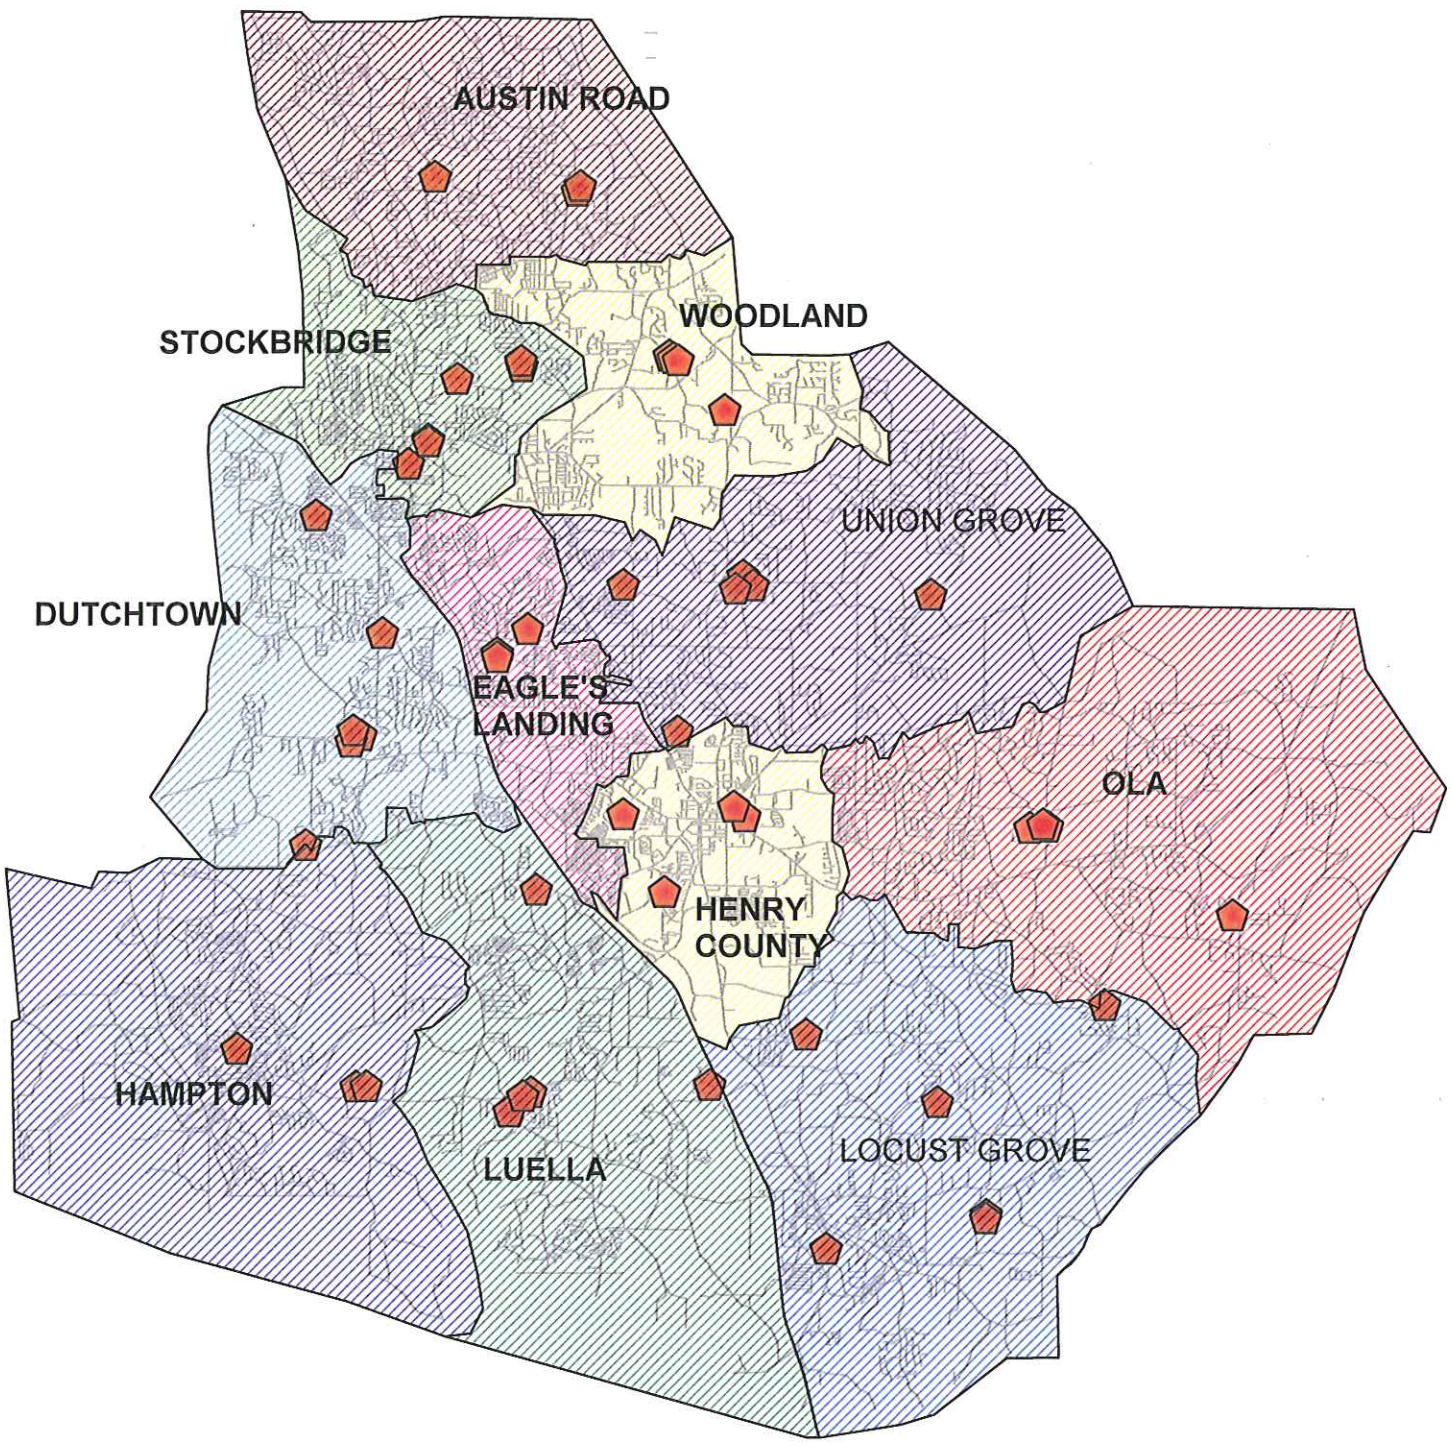 AUSTIN ROAD
WOODLAND
STOCKBRIDGE
UNION GROVE
DUTCHTOWN
EAGLE'S
LANDING
OLA
HENRY
COUNTY
HAMPTON
LOCUST GROVE
LUELLA